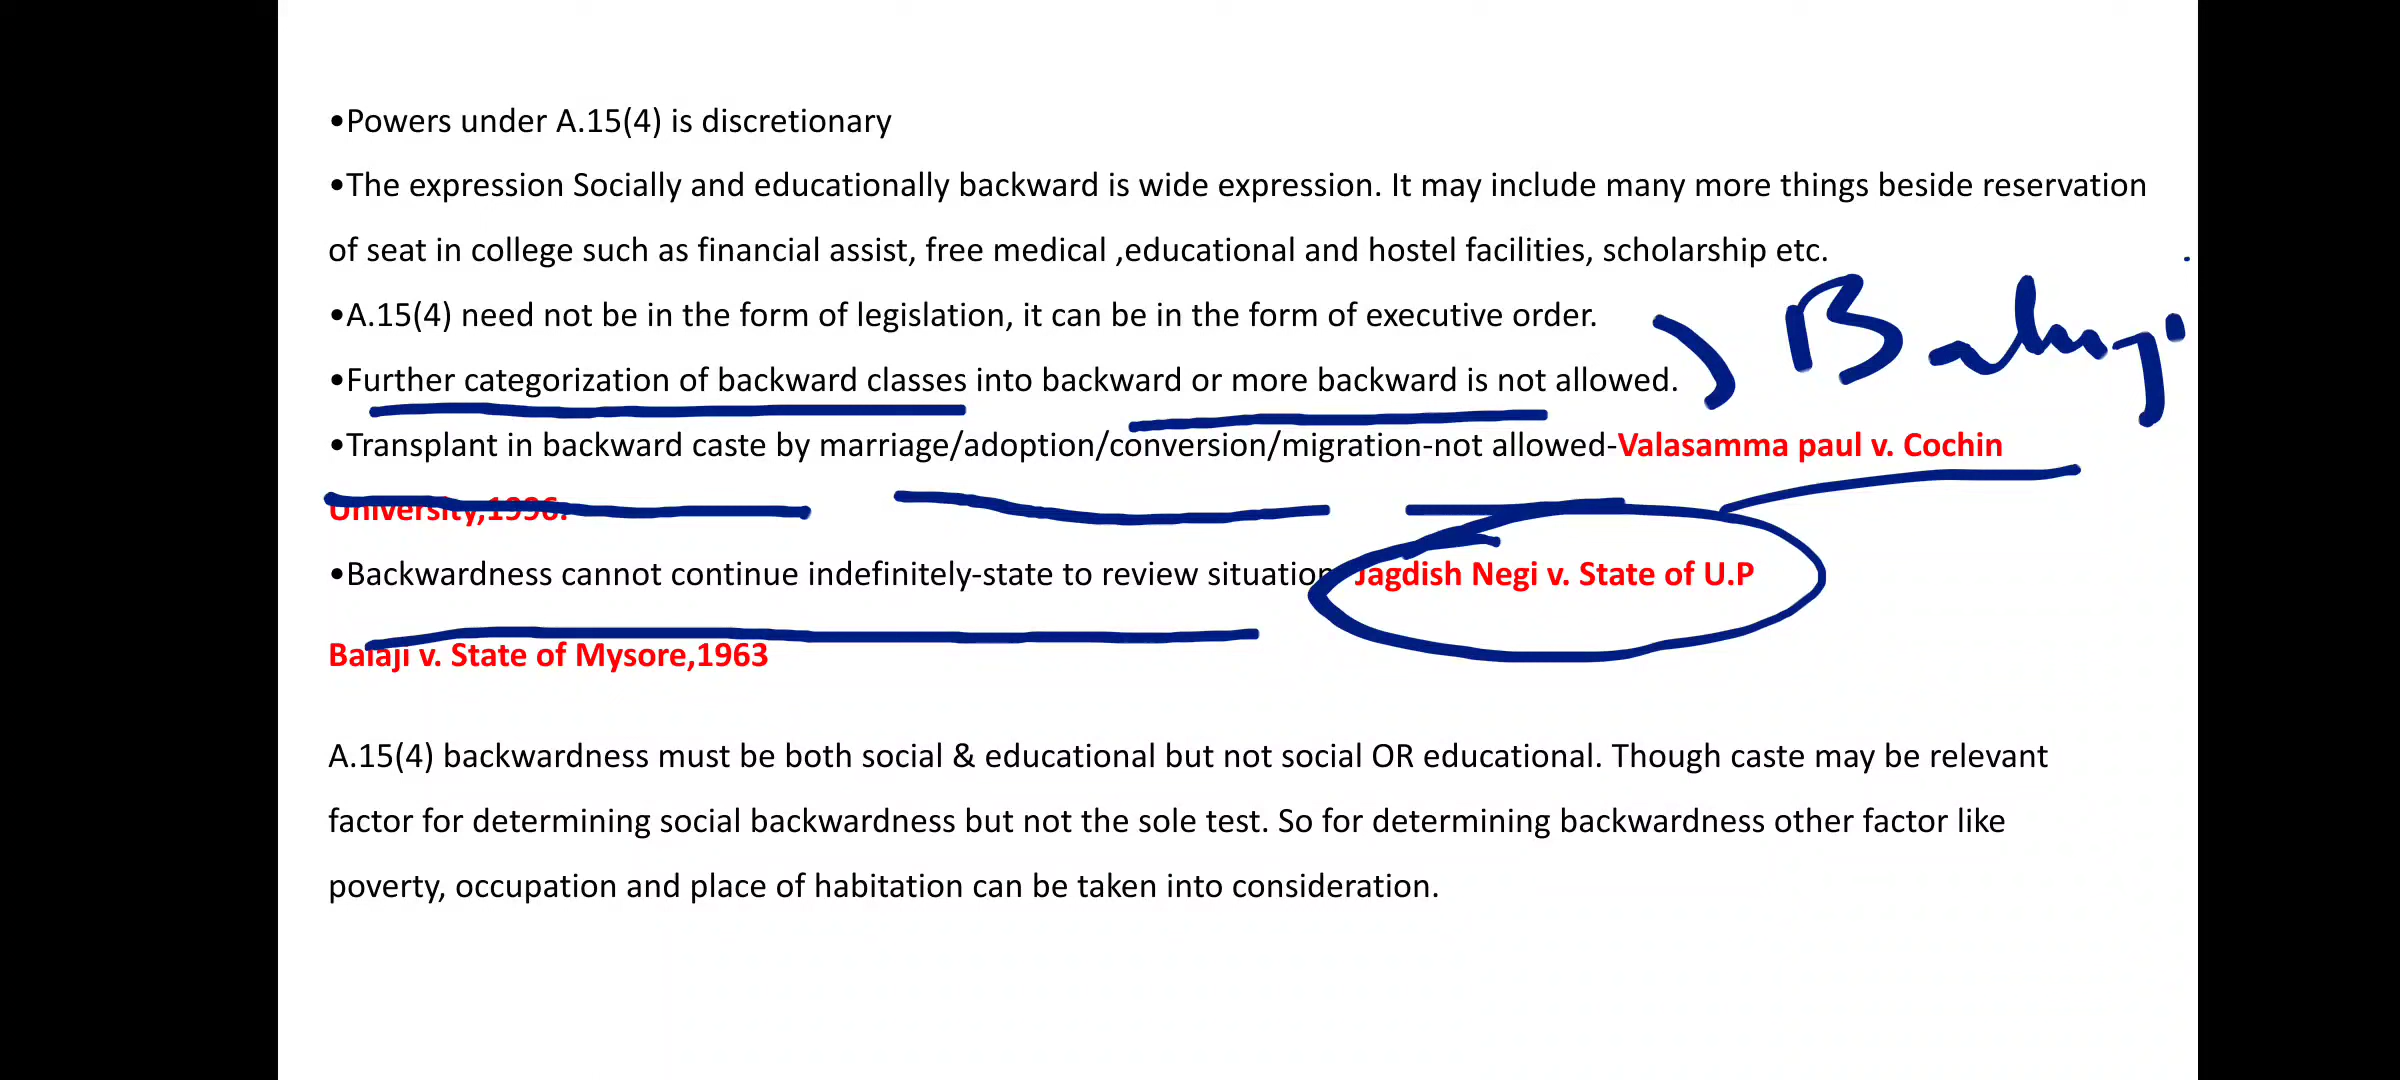 •Powers under A.15(4) is discretionary
•The expression Socially and educationally backward is wide expression. It may include many more things beside reservation
of seat in college such as financial assist, free medical ,educational and hostel facilities, scholarship etc.
•A.15(4) need not be in the form of legislation, it can be in the form of executive order.
Balaji
•Further categorization of backward classes into backward or more backward is not allowed.
•Transplant in backward caste by marriage/adoption/conversion/migration-not allowed-Valasamma paul v. Cochin
University,1996.
•Backwardness cannot continue indefinitely-state to review situation Jagdish Negi v. State of U.P
Balaji v. State of Mysore,1963
A.15(4) backwardness must be both social & educational but not social OR educational. Though caste may be relevant
factor for determining social backwardness but not the sole test. So for determining backwardness other factor like
poverty, occupation and place of habitation can be taken into consideration.